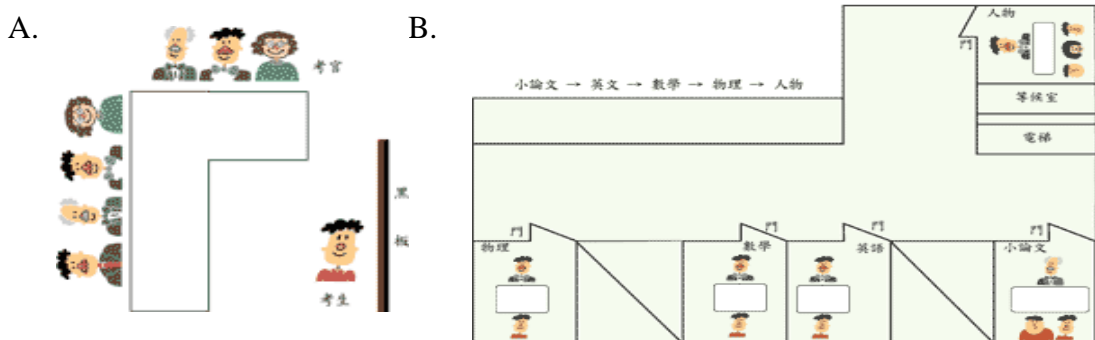 A.
考官
黑
板
考生
B.
小論文 → 英文 → 數學 → 物理 → 人物
人物
門
等候室
電梯
門
門
門
門
物理
數學
英語
小論文